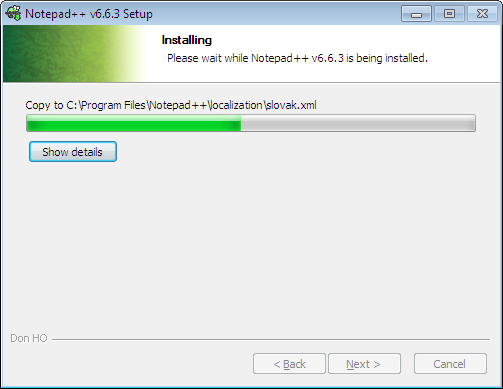 Notepad++ v6.6.3 Setup
Installing
Please wait while Notepad++ v6.6.3 is being installed.
Copy to C:\Program Files\Notepad++\localization\slovak.xml
Show details
Don HO
< Back Next > Cancel